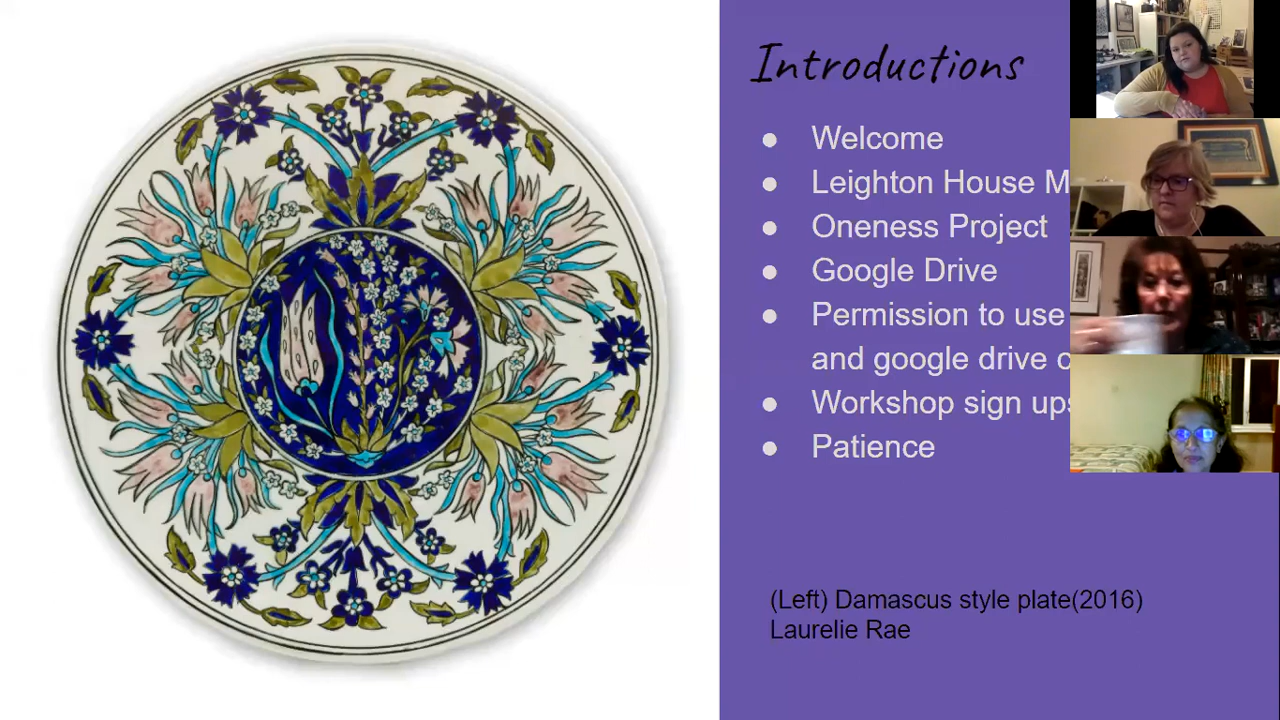 Introductions
● Welcome
● Leighton House M
● Oneness Project
● Google Drive
● Permission to use
and google drive
● Workshop sign ups
● Patience
(Left) Damascus style plate(2016)
Laurelie Rae